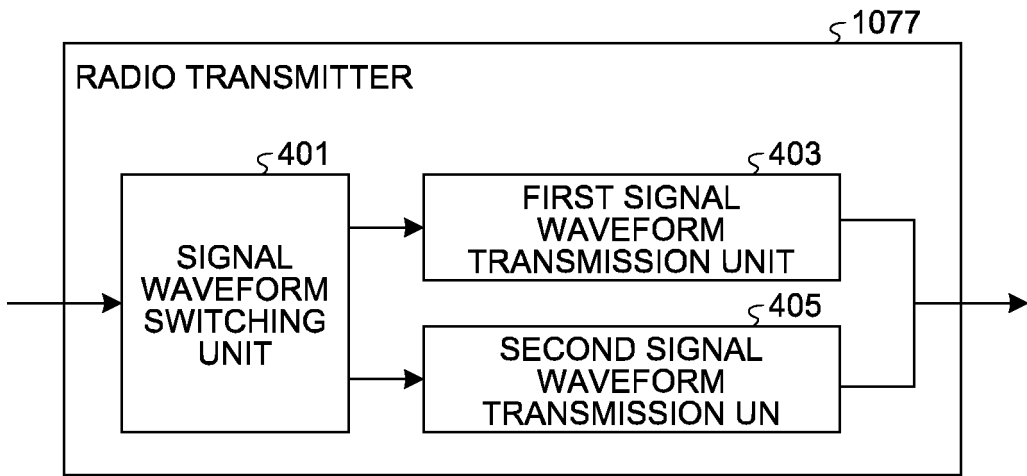 1077
RADIO TRANSMITTER
401
SIGNAL
WAVEFORM
SWITCHING
UNIT
403
FIRST SIGNAL
WAVEFORM
TRANSMISSION UNIT
405
SECOND SIGNAL
WAVEFORM
TRANSMISSION UN